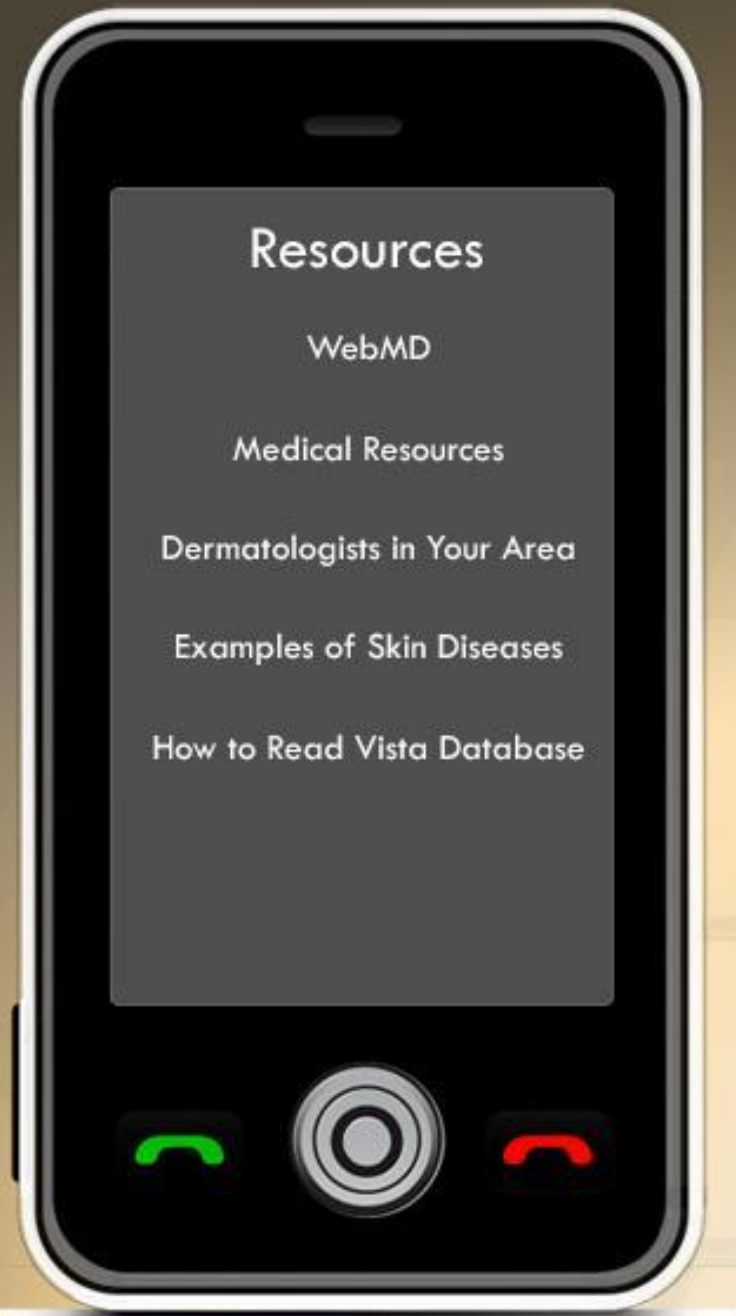 Resources
WebMD
Medical Resources
Dermatologists in Your Area
Examples of Skin Diseases
How to Read Vista Database